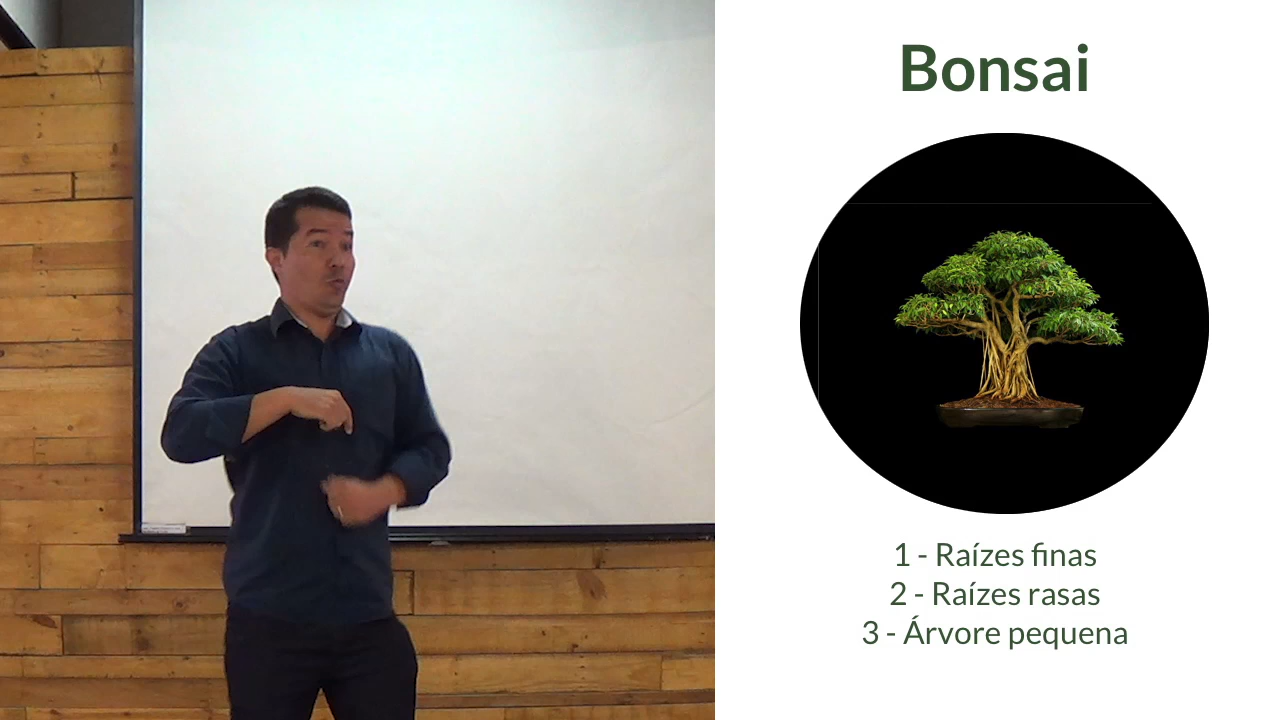 Bonsai
1 - Raízes finas
2 - Raízes rasas
3 - Árvore pequena